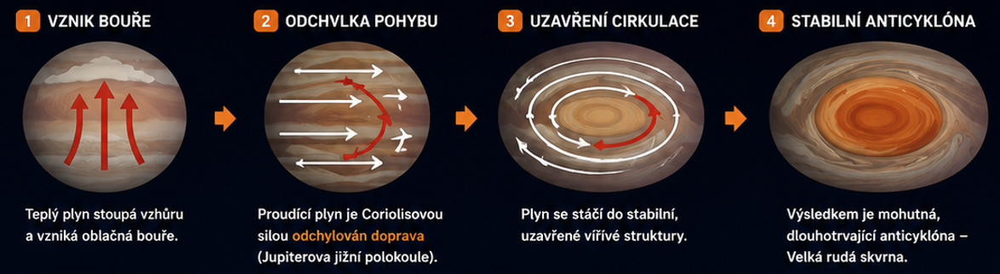 1 VZNIK BOUŘE
Teplý plyn stoupá vzhůru
a vzniká oblačná bouře.
2 ODCHYLKA POHYBU
Proudící plyn je Coriolisovou
silou odchylován doprava
(Jupiterova jižní polokoule).
3 UZAVŘENÍ CIRKULACE
Plyn se stáčí do stabilní,
uzavřené vířívé struktury.
4 STABILNÍ ANTICYKLÓNA
Výsledkem je mohutná,
dlouhotrvající anticyklóna –
Velká rudá skvrna.